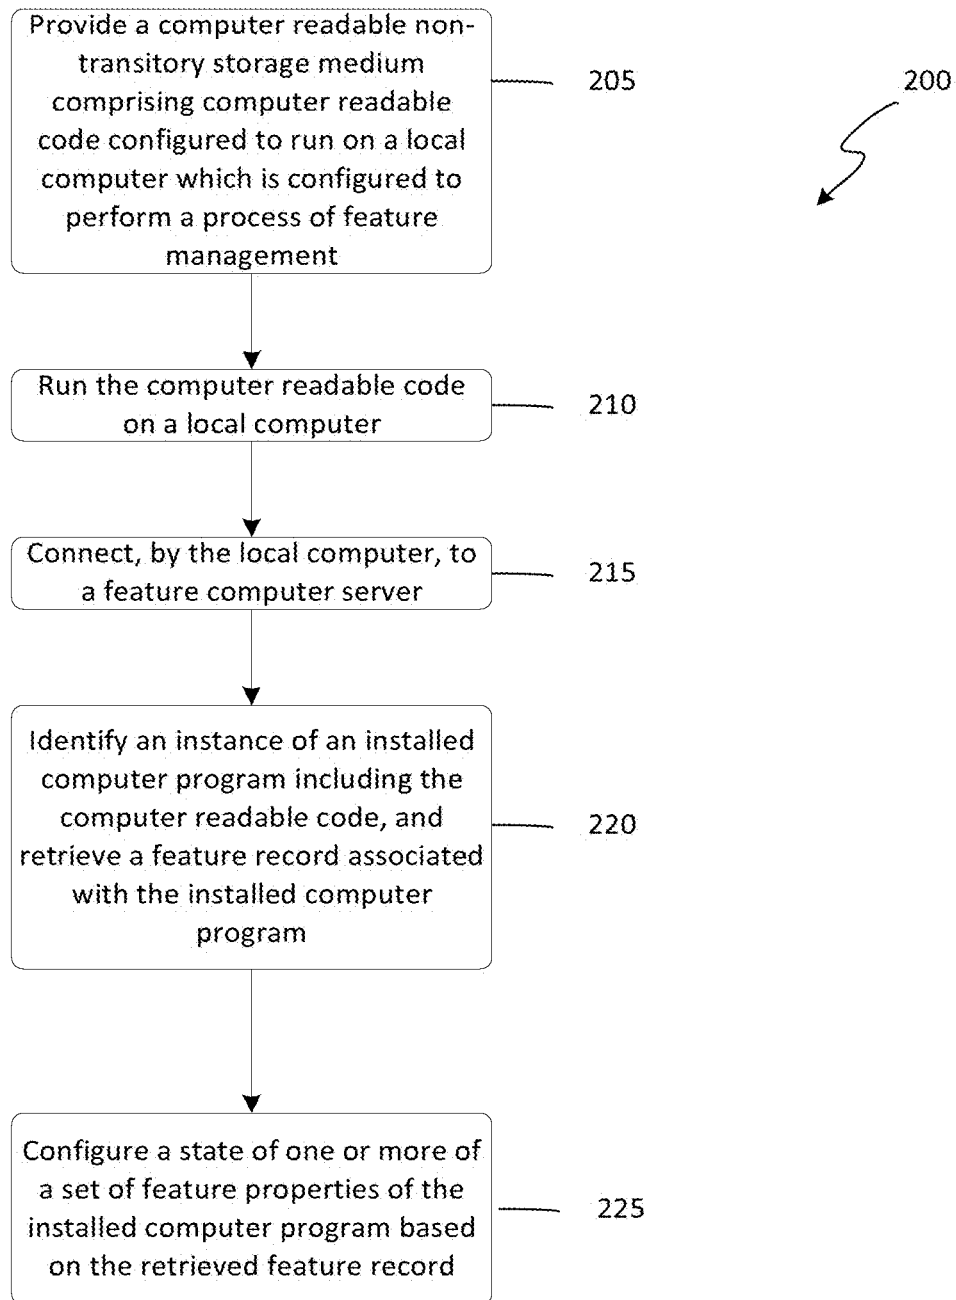 Provide a computer readable non-
transitory storage medium
comprising computer readable
code configured to run on a local
computer which is configured to
perform a process of feature
management
205
200
Run the computer readable code
on a local computer
210
Connect, by the local computer, to
a feature computer server
215
Identify an instance of an installed
computer program including the
computer readable code, and
retrieve a feature record associated
with the installed computer
program
220
Configure a state of one or more of
a set of feature properties of the
installed computer program based
on the retrieved feature record
225